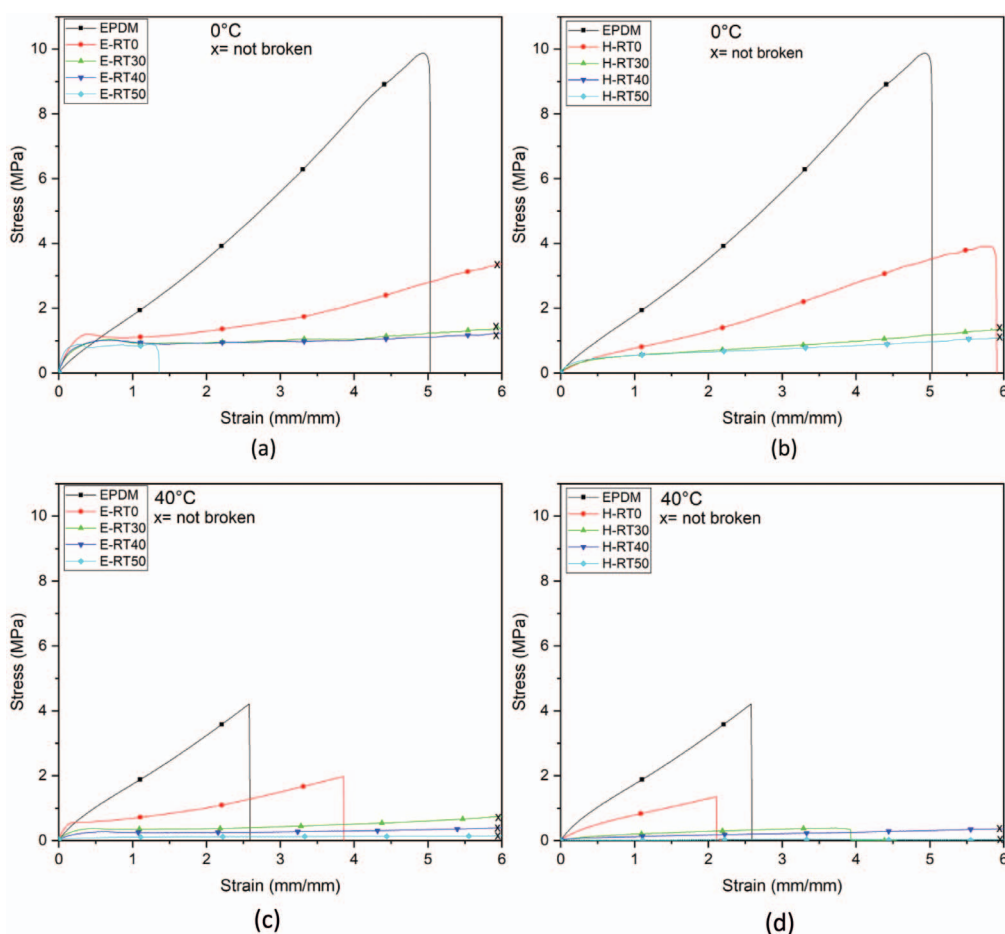 EPDM
E-RT0
E-RT30
E-RT40
E-RT50
0°C
x= not broken
10
8
6
4
2
0
Stress (MPa)
x
x
x
0 1 2 3 4 5 6
Strain (mm/mm)
(a)
EPDM
H-RT0
H-RT30
H-RT40
H-RT50
0°C
x= not broken
10
8
6
4
2
0
Stress (MPa)
x
x
0 1 2 3 4 5 6
Strain (mm/mm)
(b)
EPDM
E-RT0
E-RT30
E-RT40
E-RT50
40°C
x= not broken
10
8
6
4
2
0
Stress (MPa)
x
x
x
0 1 2 3 4 5 6
Strain (mm/mm)
(c)
EPDM
H-RT0
H-RT30
H-RT40
H-RT50
40°C
x= not broken
10
8
6
4
2
0
Stress (MPa)
x
x
0 1 2 3 4 5 6
Strain (mm/mm)
(d)